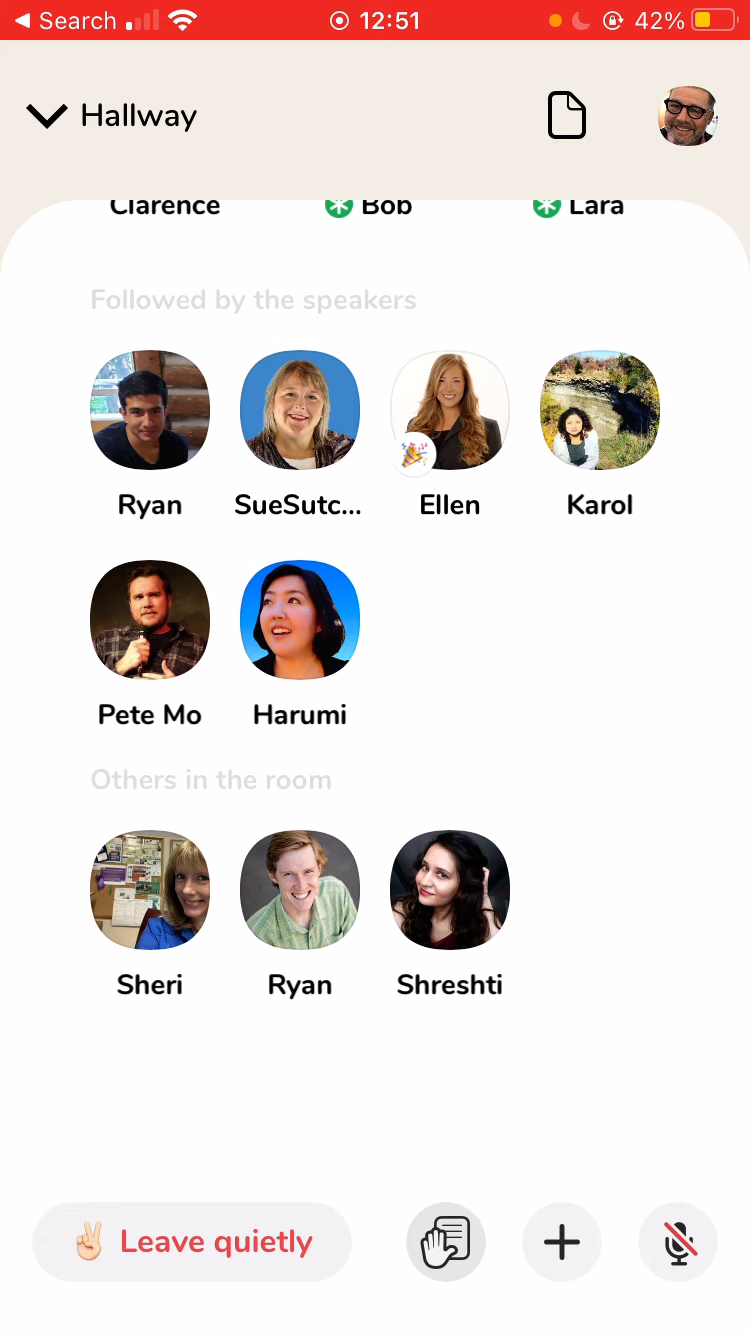 Search 12:51 42%
Hallway
Clarence Bob Lara
Followed by the speakers
Ryan SueSutc... Ellen Karol
Pete Mo Harumi
Others in the room
Sheri Ryan Shreshti
Leave quietly